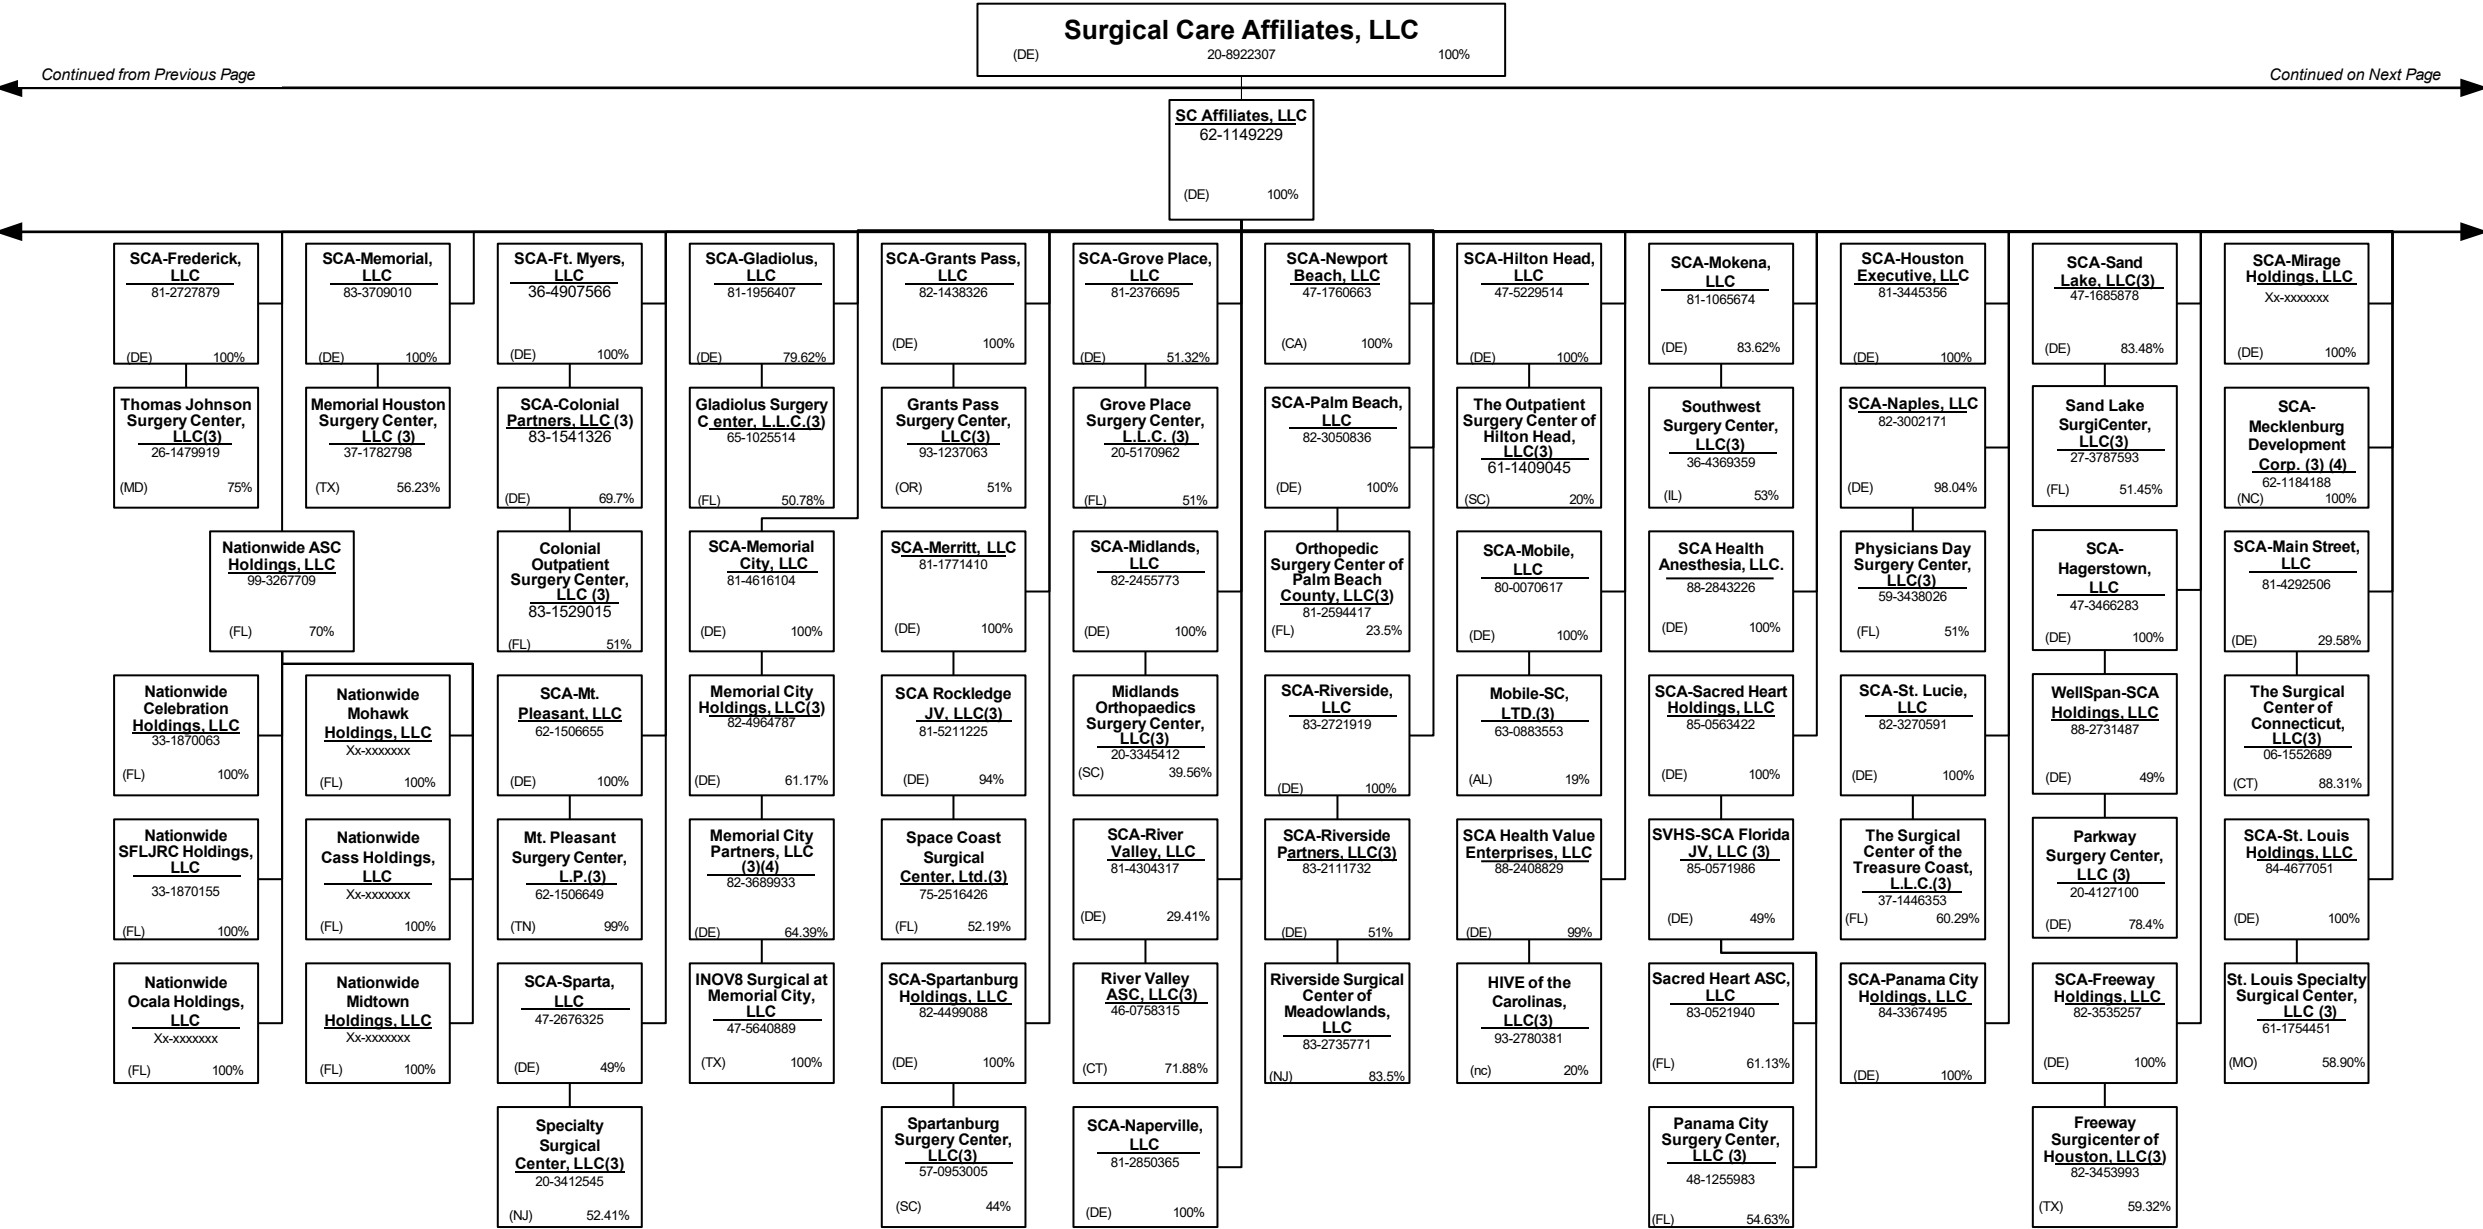 Surgical Care Affiliates, LLC
(DE) 20-8922307 100%
Continued from Previous Page
Continued on Next Page
SC Affiliates, LLC
62-1149229
(DE) 100%
SCA-Frederick,
LLC
81-2727879
(DE) 100%
SCA-Memorial,
LLC
83-3709010
(DE) 100%
SCA-Ft. Myers,
LLC
36-4907566
(DE) 100%
SCA-Gladiolus,
LLC
81-1956407
(DE) 79.62%
SCA-Grants Pass,
LLC
82-1438326
(DE) 100%
SCA-Grove Place,
LLC
81-2376695
(DE) 51.32%
SCA-Newport
Beach, LLC
47-1760663
(CA) 100%
SCA-Hilton Head,
LLC
47-5229514
(DE) 100%
SCA-Mokena,
LLC
81-1065674
(DE) 83.62%
SCA-Houston
Executive, LLC
81-3445356
(DE) 100%
SCA-Sand
Lake, LLC(3)
47-1685878
(DE) 83.48%
SCA-Mirage
Holdings, LLC
Xx-xxxxxxx
(DE) 100%
Thomas Johnson
Surgery Center,
LLC(3)
26-1479919
(MD) 75%
Memorial Houston
Surgery Center,
LLC (3)
37-1782798
(TX) 56.23%
SCA-Colonial
Partners, LLC (3)
83-1541326
(DE) 69.7%
Gladiolus Surgery
C enter, L.L.C.(3)
65-1025514
(FL) 50.78%
Grants Pass
Surgery Center,
LLC(3)
93-1237063
(OR) 51%
Grove Place
Surgery Center,
L.L.C. (3)
20-5170962
(FL) 51%
SCA-Palm Beach,
LLC
82-3050836
(DE) 100%
The Outpatient
Surgery Center of
Hilton Head,
LLC(3)
61-1409045
(SC) 20%
Southwest
Surgery Center,
LLC(3)
36-4369359
(IL) 53%
SCA-Naples, LLC
82-3002171
(DE) 98.04%
Sand Lake
SurgiCenter,
LLC(3)
27-3787593
(FL) 51.45%
SCA-
Mecklenburg
Development
Corp. (3) (4)
62-1184188
(NC) 100%
Nationwide ASC
Holdings, LLC
99-3267709
(FL) 70%
Colonial
Outpatient
Surgery Center,
LLC (3)
83-1529015
(FL) 51%
SCA-Memorial
City, LLC
81-4616104
(DE) 100%
SCA-Merritt, LLC
81-1771410
(DE) 100%
SCA-Midlands,
LLC
82-2455773
(DE) 100%
Orthopedic
Surgery Center of
Palm Beach
County, LLC(3)
81-2594417
(FL) 23.5%
SCA-Mobile,
LLC
80-0070617
(DE) 100%
SCA Health
Anesthesia, LLC.
88-2843226
(DE) 100%
Physicians Day
Surgery Center,
LLC(3)
59-3438026
(FL) 51%
SCA-
Hagerstown,
LLC
47-3466283
(DE) 100%
SCA-Main Street,
LLC
81-4292506
(DE) 29.58%
Nationwide
Celebration
Holdings, LLC
33-1870063
(FL) 100%
Nationwide
Mohawk
Holdings, LLC
Xx-xxxxxxx
(FL) 100%
SCA-Mt.
Pleasant, LLC
62-1506655
(DE) 100%
Memorial City
Holdings, LLC(3)
82-4964787
(DE) 61.17%
SCA Rockledge
JV, LLC(3)
81-5211225
(DE) 94%
Midlands
Orthopaedics
Surgery Center,
LLC(3)
20-3345412
(SC) 39.56%
SCA-Riverside,
LLC
83-2721919
(DE) 100%
Mobile-SC,
LTD.(3)
63-0883553
(AL) 19%
SCA-Sacred Heart
Holdings, LLC
85-0563422
(DE) 100%
SCA-St. Lucie,
LLC
82-3270591
(DE) 100%
WellSpan-SCA
Holdings, LLC
88-2731487
(DE) 49%
The Surgical
Center of
Connecticut,
LLC(3)
06-1552689
(CT) 88.31%
Nationwide
SFLJRC Holdings,
LLC
33-1870155
(FL) 100%
Nationwide
Cass Holdings,
LLC
Xx-xxxxxxx
(FL) 100%
Mt. Pleasant
Surgery Center,
L.P.(3)
62-1506649
(TN) 99%
Memorial City
Partners, LLC
(3)(4)
82-3689933
(DE) 64.39%
Space Coast
Surgical
Center, Ltd.(3)
75-2516426
(FL) 52.19%
SCA-River
Valley, LLC
81-4304317
(DE) 29.41%
SCA-Riverside
Partners, LLC(3)
83-2111732
(DE) 51%
SCA Health Value
Enterprises, LLC
88-2408829
(DE) 99%
SVHS-SCA Florida
JV, LLC (3)
85-0571986
(DE) 49%
The Surgical
Center of the
Treasure Coast,
L.L.C.(3)
37-1446353
(FL) 60.29%
Parkway
Surgery Center,
LLC (3)
20-4127100
(DE) 78.4%
SCA-St. Louis
Holdings, LLC
84-4677051
(DE) 100%
Nationwide
Ocala Holdings,
LLC
Xx-xxxxxxx
(FL) 100%
Nationwide
Midtown
Holdings, LLC
Xx-xxxxxxx
(FL) 100%
SCA-Sparta,
LLC
47-2676325
(DE) 49%
INOV8 Surgical at
Memorial City,
LLC
47-5640889
(TX) 100%
SCA-Spartanburg
Holdings, LLC
82-4499088
(DE) 100%
River Valley
ASC, LLC(3)
46-0758315
(CT) 71.88%
Riverside Surgical
Center of
Meadowlands,
LLC
83-2735771
(NJ) 83.5%
HIVE of the
Carolinas,
LLC(3)
93-2780381
(nc) 20%
Sacred Heart ASC,
LLC
83-0521940
(FL) 61.13%
SCA-Panama City
Holdings, LLC
84-3367495
(DE) 100%
SCA-Freeway
Holdings, LLC
82-3535257
(DE) 100%
St. Louis Specialty
Surgical Center,
LLC (3)
61-1754451
(MO) 58.90%
Specialty
Surgical
Center, LLC(3)
20-3412545
(NJ) 52.41%
Spartanburg
Surgery Center,
LLC(3)
57-0953005
(SC) 44%
SCA-Naperville,
LLC
81-2850365
(DE) 100%
Panama City
Surgery Center,
LLC (3)
48-1255983
(FL) 54.63%
Freeway
Surgicenter of
Houston, LLC(3)
82-3453993
(TX) 59.32%